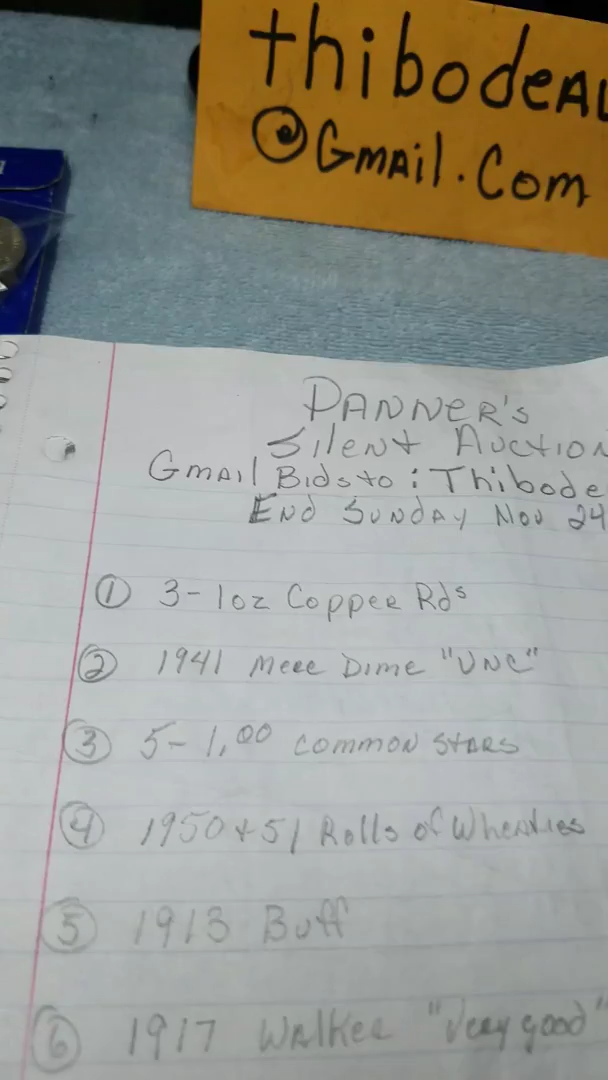 thibodeau
@Gmail.com
DANNER's
Silent Auction
Gmail Bids to : Thibode
End Sunday Nov 24
① 3-1oz Copper Rds
② 1941 Merc Dime "UNC"
③ 5-1.00 common stars
④ 1950 + 51 Rolls of Wheaties
⑤ 1913 Buff
⑥ 1917 Walker "Very good"